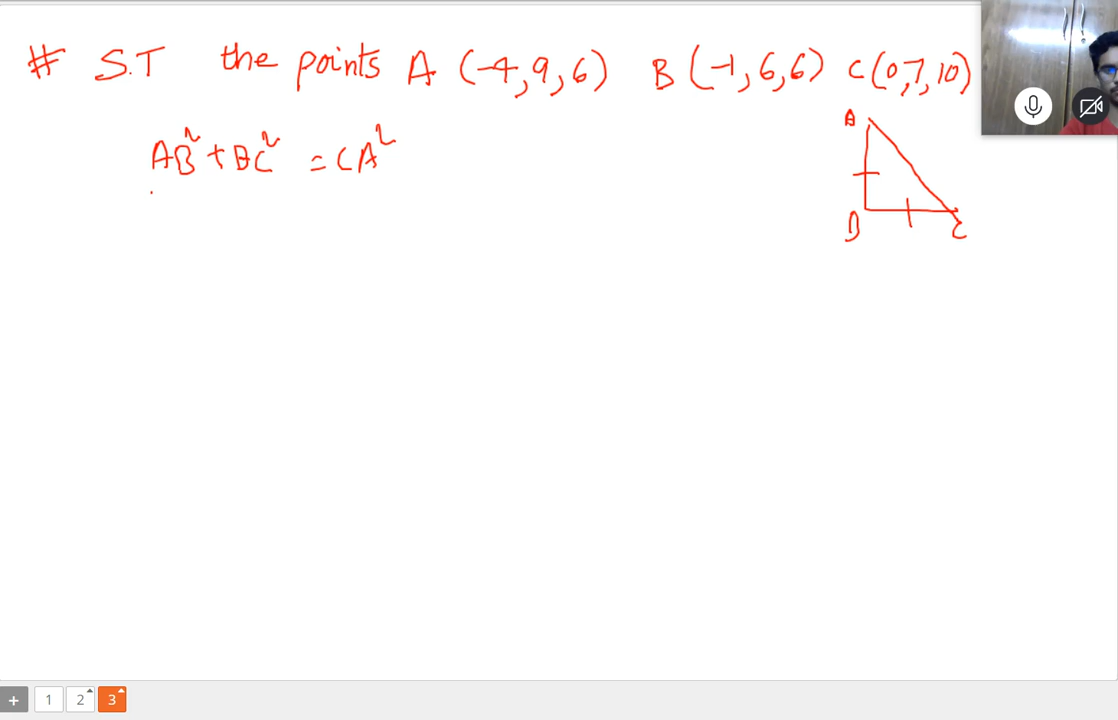 # S.T the points A (-4,9,6) B (-1,6,6) C (0,7,10)
AB² + BC² = CA²
A
B
C
+ 1 2 3